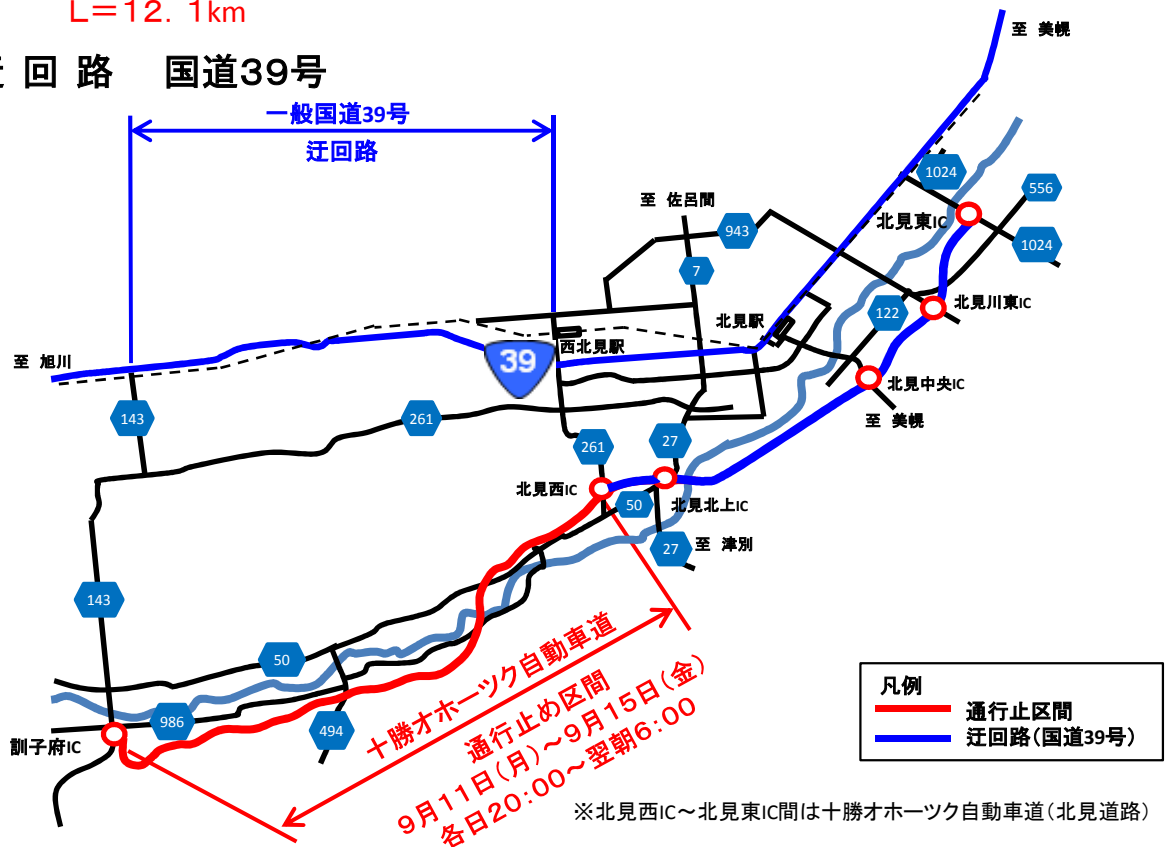 L=12.1km
回路 国道39号
至 美幌
一般国道39号
迂回路
1024
556
至 佐呂間
北見東IC
943
1024
7
北見川東IC
北見駅
122
至 旭川
西北見駅
39
北見中央IC
143
261
至 美幌
27
261
北見西IC
50
北見北上IC
27
至 津別
143
50
986
494
訓子府IC
十勝オホーツク自動車道
通行止め区間
9月11日(月)~9月15日(金)
各日20:00~翌朝6:00
凡例
通行止区間
迂回路(国道39号)
※北見西IC~北見東IC間は十勝オホーツク自動車道(北見道路)